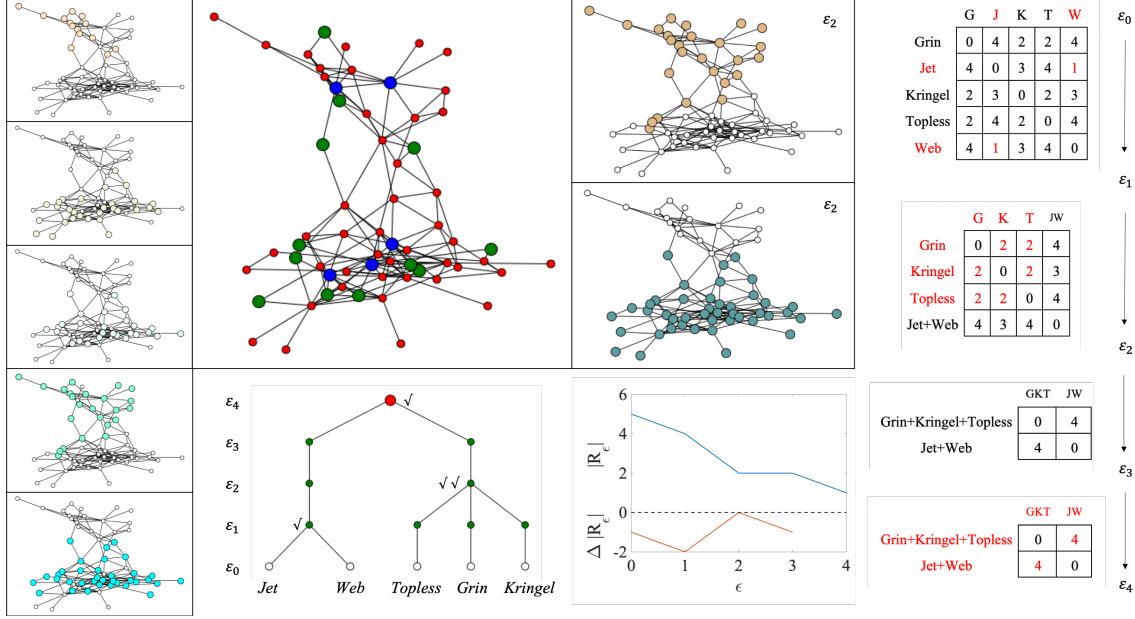 ε₂
ε₂
G J K T W
Grin 0 4 2 2 4
Jet 4 0 3 4 1
Kringel 2 3 0 2 3
Topless 2 4 2 0 4
Web 4 1 3 4 0
ε₀
ε₁
G K T JW
Grin 0 2 2 4
Kringel 2 0 2 3
Topless 2 2 0 4
Jet+Web 4 3 4 0
ε₂
GKT JW
Grin+Kringel+Topless 0 4
Jet+Web 4 0
ε₃
GKT JW
Grin+Kringel+Topless 0 4
Jet+Web 4 0
ε₄
ε₄ √
ε₃
ε₂ √ √
ε₁ √
ε₀
Jet Web Topless Grin Kringel
6
4
2
0
-2
|R_ϵ|
Δ |R_ϵ|
0 1 2 3 4
ϵ